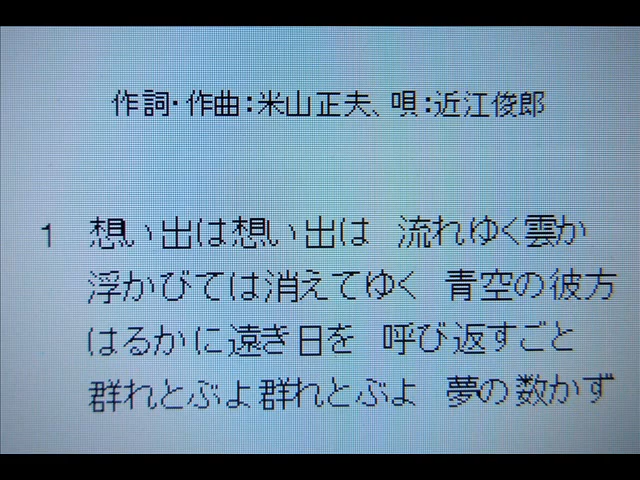 作詞・作曲：米山正夫、唄：近江俊郎
1 想い出は想い出は 流れゆく雲か
浮かびては消えてゆく 青空の彼方
はるかに遠き日を 呼び返すごと
群れとぶよ群れとぶよ 夢の数かず